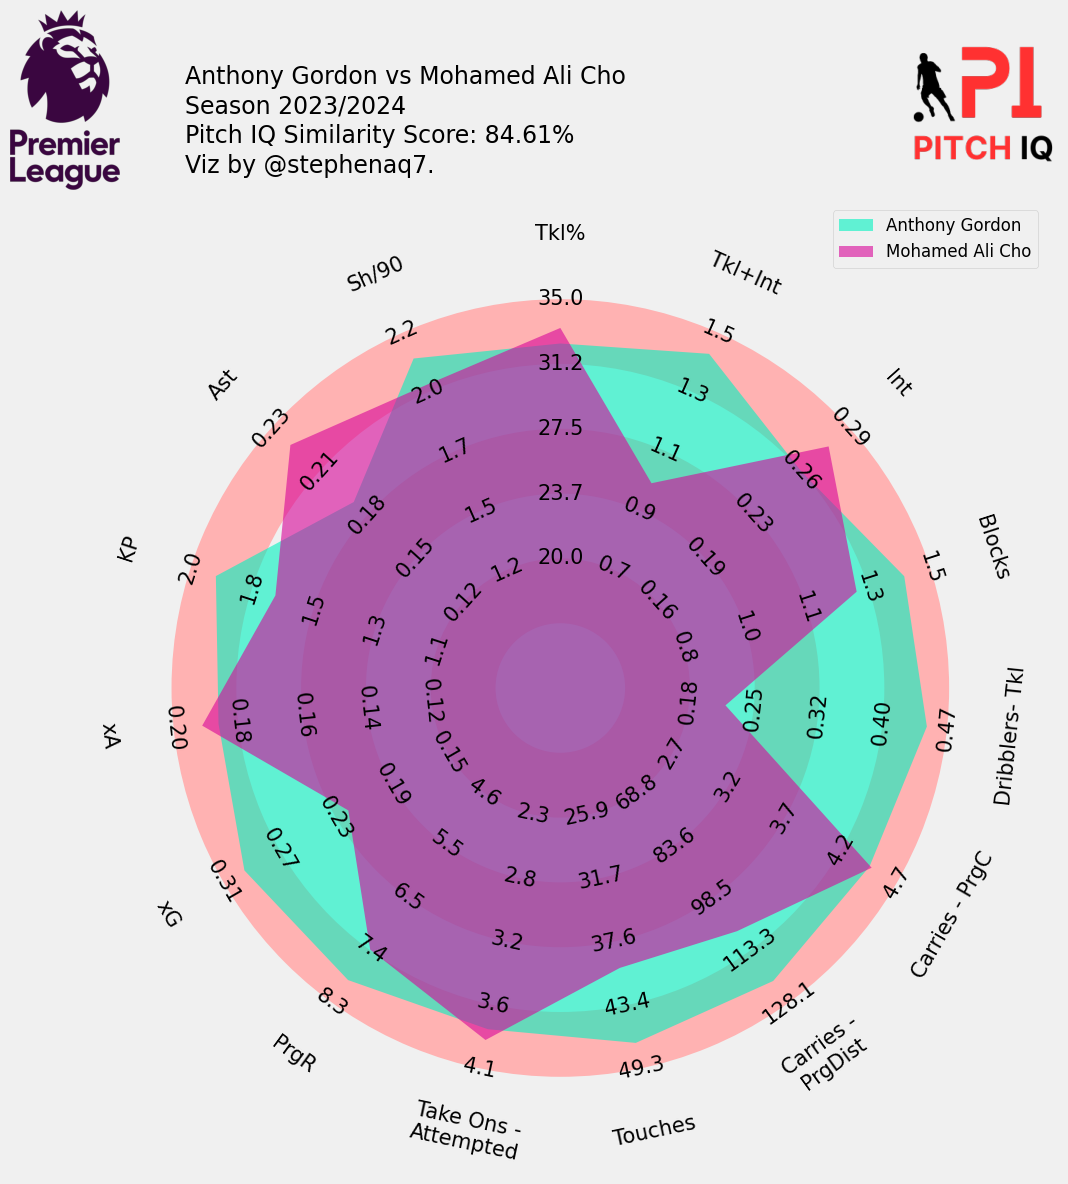 Premier
League
Anthony Gordon vs Mohamed Ali Cho
Season 2023/2024
Pitch IQ Similarity Score: 84.61%
Viz by @stephenaq7.
PI
PITCH IQ
Anthony Gordon
Mohamed Ali Cho
Tkl%
35.0
31.2
27.5
23.7
20.0
Tkl+Int
1.5
1.3
1.1
0.9
0.7
Int
0.29
0.26
0.23
0.19
0.16
Blocks
1.5
1.3
1.1
1.0
0.8
Dribblers- Tkl
0.47
0.40
0.32
0.25
0.18
Carries - PrgC
4.7
4.2
3.7
3.2
2.7
Carries -
PrgDist
128.1
113.3
98.5
83.6
68.8
Touches
49.3
43.4
37.6
31.7
25.9
Take Ons -
Attempted
4.1
3.6
3.2
2.8
2.3
PrgR
8.3
7.4
6.5
5.5
4.6
xG
0.31
0.27
0.23
0.19
0.15
xA
0.20
0.18
0.16
0.14
0.12
KP
2.0
1.8
1.5
1.3
1.1
Ast
0.23
0.21
0.18
0.15
0.12
Sh/90
2.2
2.0
1.7
1.5
1.2